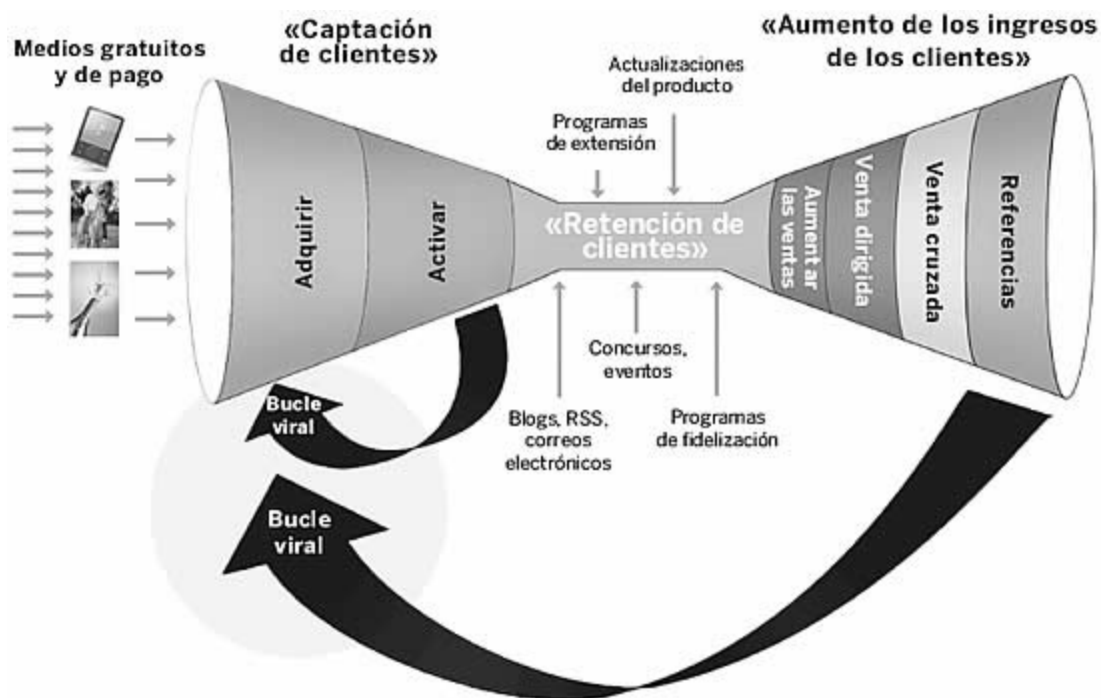 Medios gratuitos
y de pago
«Captación
de clientes»
«Aumento de los ingresos
de los clientes»
Actualizaciones
del producto
Programas
de extensión
Adquirir
Activar
«Retención de
clientes»
Aumentar
las ventas
Venta dirigida
Venta cruzada
Referencias
Blogs, RSS,
correos
electrónicos
Concursos,
eventos
Programas
de fidelización
Bucle
viral
Bucle
viral